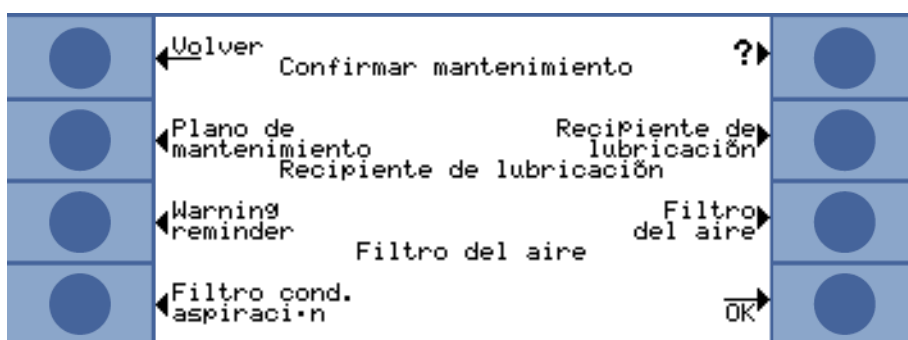 Volver
?
Confirmar mantenimiento
Plano de
mantenimiento
Recipiente de
lubricación
Recipiente de lubricación
Warning
reminder
Filtro
del aire
Filtro del aire
Filtro cond.
aspiraci·n
OK